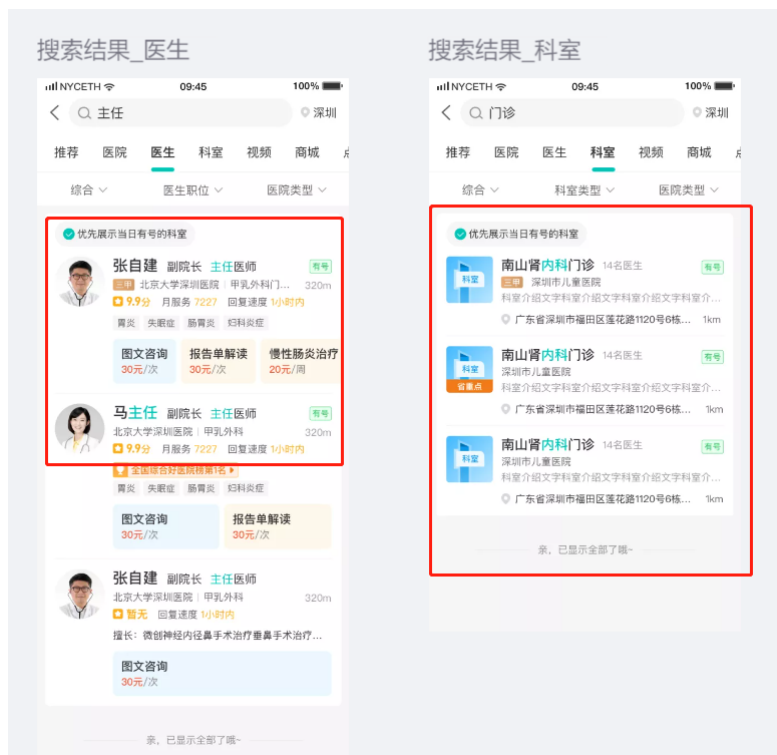 搜索结果_医生
NYCETH 09:45 100%
主任 深圳
推荐 医院 医生 科室 视频 商城
综合 医生职位 医院类型
优先展示当日有号的科室
张自建 副院长 主任医师 有号
三甲 北京大学深圳医院 | 甲乳外科门... 320m
9.9分 月服务 7227 回复速度 1小时内
胃炎 失眠症 肠胃炎 妇科炎症
图文咨询 报告单解读 慢性肠炎治疗
30元/次 30元/次 20元/周
马主任 副院长 主任医师 有号
北京大学深圳医院 | 甲乳外科 320m
9.9分 月服务 7227 回复速度 1小时内
全国综合好医院榜第1名
胃炎 失眠症 肠胃炎 妇科炎症
图文咨询 报告单解读
30元/次 30元/次
张自建 副院长 主任医师
北京大学深圳医院 | 甲乳外科 320m
暂无 回复速度 1小时内
擅长：微创神经内径鼻手术治疗垂鼻手术治疗...
图文咨询
30元/次
亲，已显示全部了哦~
搜索结果_科室
NYCETH 09:45 100%
门诊 深圳
推荐 医院 医生 科室 视频 商城
综合 科室类型 医院类型
优先展示当日有号的科室
科室
南山肾内科门诊 14名医生 有号
三甲 深圳市儿童医院
科室介绍文字科室介绍文字科室介绍文字科室介...
广东省深圳市福田区莲花路1120号6栋... 1km
科室
省重点
南山肾内科门诊 14名医生 有号
深圳市儿童医院
科室介绍文字科室介绍文字科室介绍文字科室介...
广东省深圳市福田区莲花路1120号6栋... 1km
科室
南山肾内科门诊 14名医生 有号
深圳市儿童医院
科室介绍文字科室介绍文字科室介绍文字科室介...
广东省深圳市福田区莲花路1120号6栋... 1km
亲，已显示全部了哦~